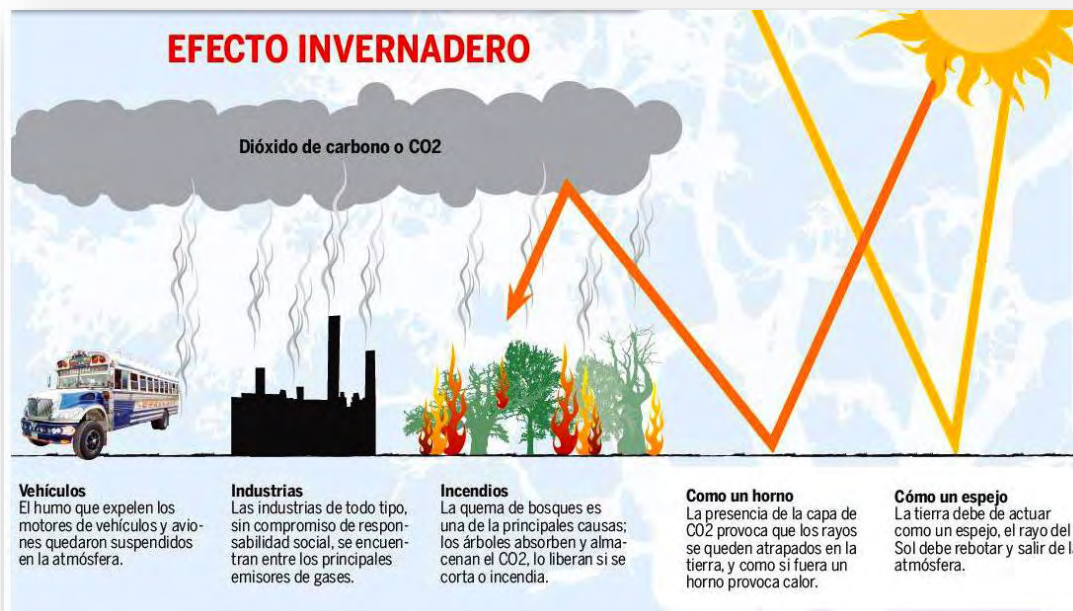 EFECTO INVERNADERO
Dióxido de carbono o CO2
Vehículos
El humo que expelen los
motores de vehículos y avio-
nes quedaron suspendidos
en la atmósfera.
Industrias
Las industrias de todo tipo,
sin compromiso de respon-
sabilidad social, se encuen-
tran entre los principales
emisores de gases.
Incendios
La quema de bosques es
una de la principales causas;
los árboles absorben y alma-
cenan el CO2, lo liberan si se
corta o incendia.
Como un horno
La presencia de la capa de
CO2 provoca que los rayos
se queden atrapados en la
tierra, y como si fuera un
horno provoca calor.
Cómo un espejo
La tierra debe de actuar
como un espejo, el rayo del
Sol debe rebotar y salir de
atmósfera.